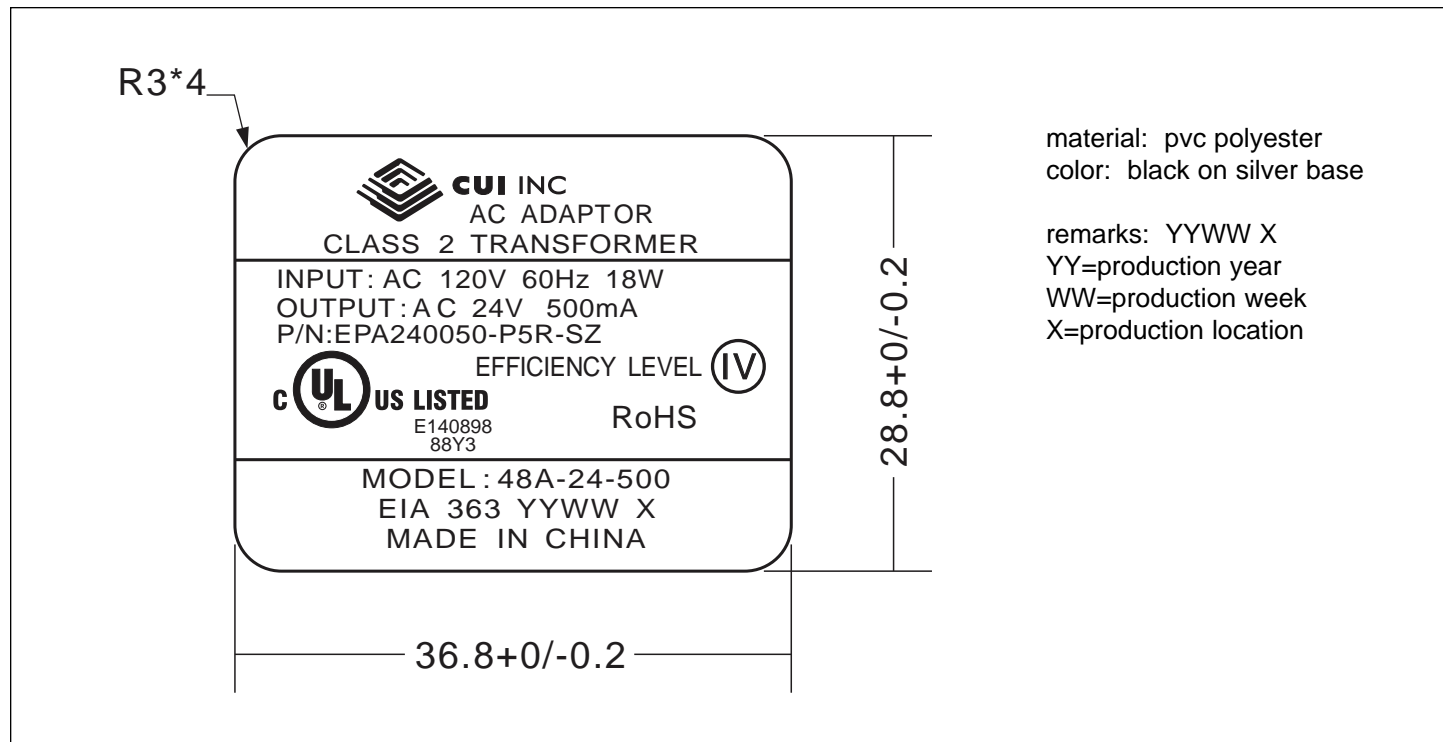 R3*4
CUI INC
AC ADAPTOR
CLASS 2 TRANSFORMER
INPUT: AC 120V 60Hz 18W
OUTPUT: AC 24V 500mA
P/N:EPA240050-P5R-SZ
EFFICIENCY LEVEL IV
C UL® US LISTED
RoHS
E140898
88Y3
MODEL: 48A-24-500
EIA 363 YYWW X
MADE IN CHINA
28.8+0/-0.2
36.8+0/-0.2
material: pvc polyester
color: black on silver base
remarks: YYWW X
YY=production year
WW=production week
X=production location